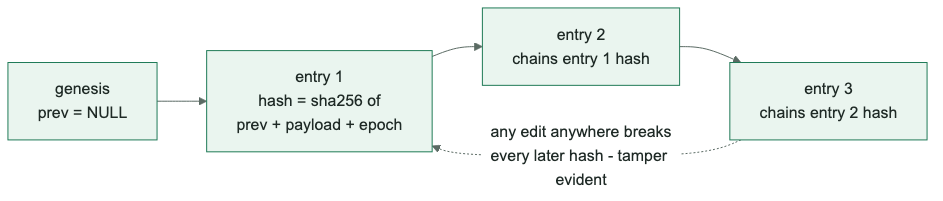 genesis
prev = NULL
entry 1
hash = sha256 of
prev + payload + epoch
entry 2
chains entry 1 hash
entry 3
chains entry 2 hash
any edit anywhere breaks
every later hash - tamper
evident